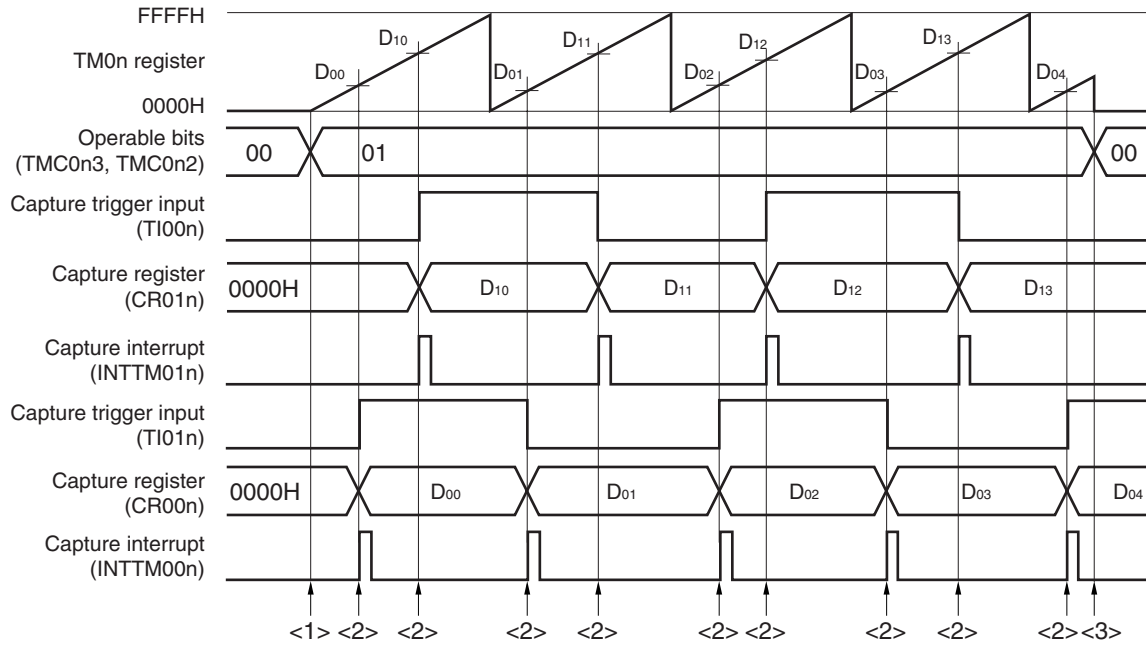 FFFFH
TM0n register
0000H
D10
D00
D11
D01
D12
D02
D13
D03
D04
Operable bits
(TMC0n3, TMC0n2)
00
01
00
Capture trigger input
(TI00n)
Capture register
(CR01n)
0000H
D10
D11
D12
D13
Capture interrupt
(INTTM01n)
Capture trigger input
(TI01n)
Capture register
(CR00n)
0000H
D00
D01
D02
D03
D04
Capture interrupt
(INTTM00n)
<1> <2> <2> <2> <2> <2> <2> <2> <2> <2> <3>